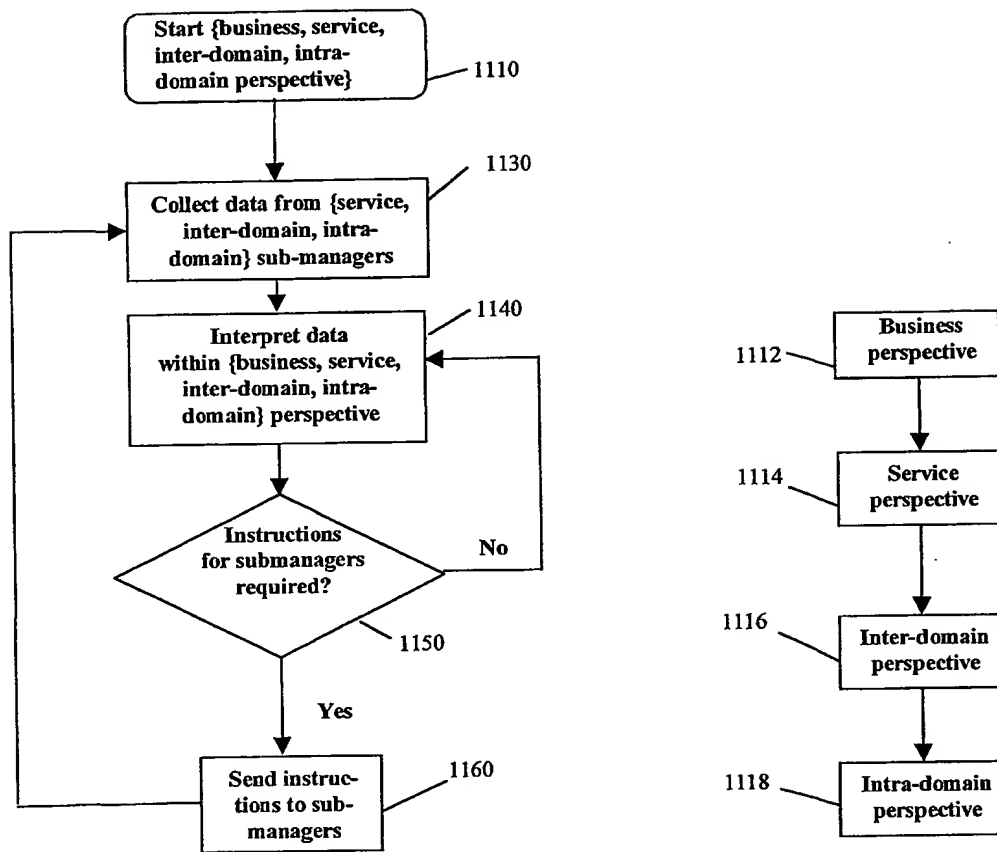 Start {business, service,
inter-domain, intra-
domain perspective}
1110
1130
Collect data from {service,
inter-domain, intra-
domain} sub-managers
1140
Interpret data
within {business, service,
inter-domain, intra-
domain} perspective
Instructions
for submanagers
required?
No
1150
Yes
Send instruc-
tions to sub-
managers
1160
Business
perspective
1112
Service
perspective
1114
1116
Inter-domain
perspective
1118
Intra-domain
perspective